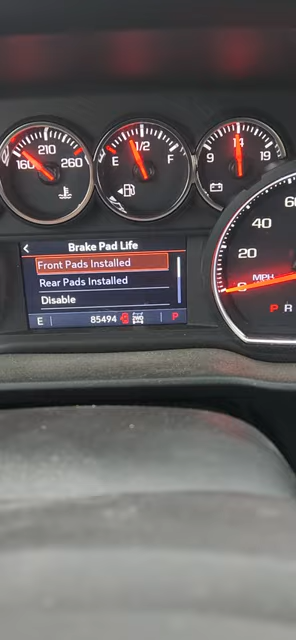 210
160
260
1/2
E
F
14
9
19
60
40
20
0
MPH
P R
Brake Pad Life
Front Pads Installed
Rear Pads Installed
Disable
E
85494
P